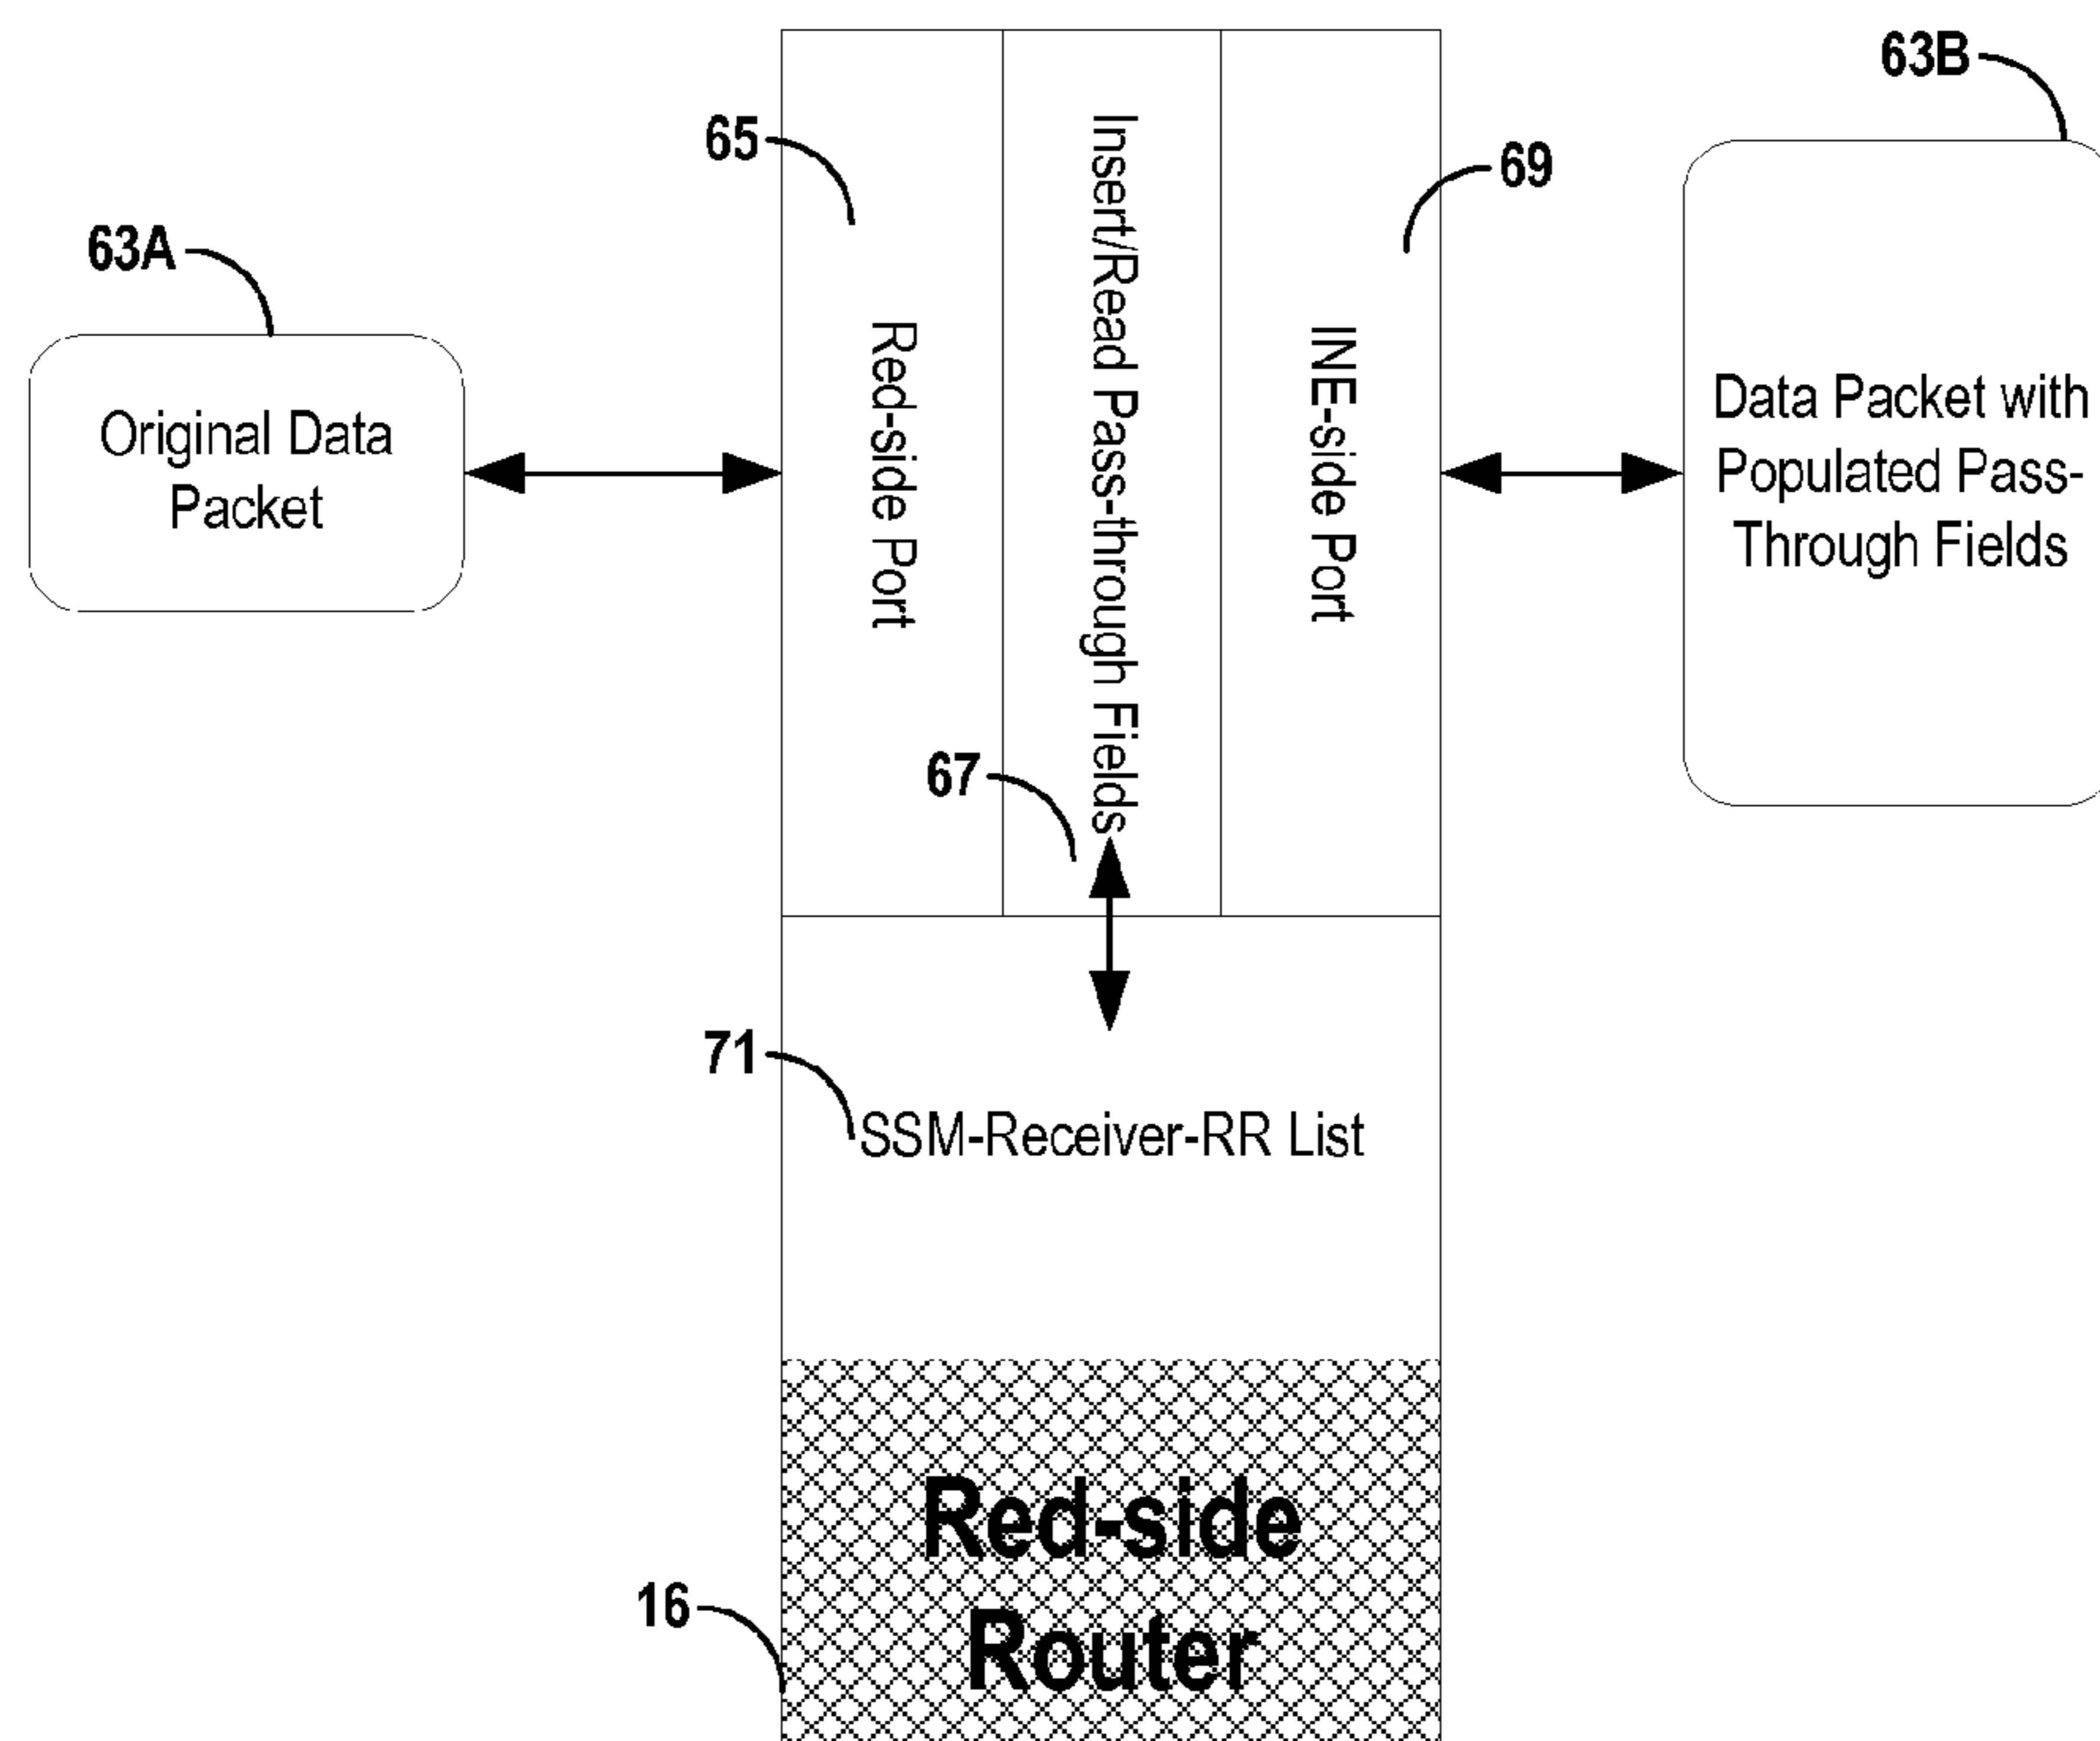 63B
65
69
63A
Original Data
Packet
Red-side Port
Insert/Read Pass-through Fields
INE-side Port
Data Packet with
Populated Pass-
Through Fields
67
71
SSM-Receiver-RR List
Red-side
Router
16